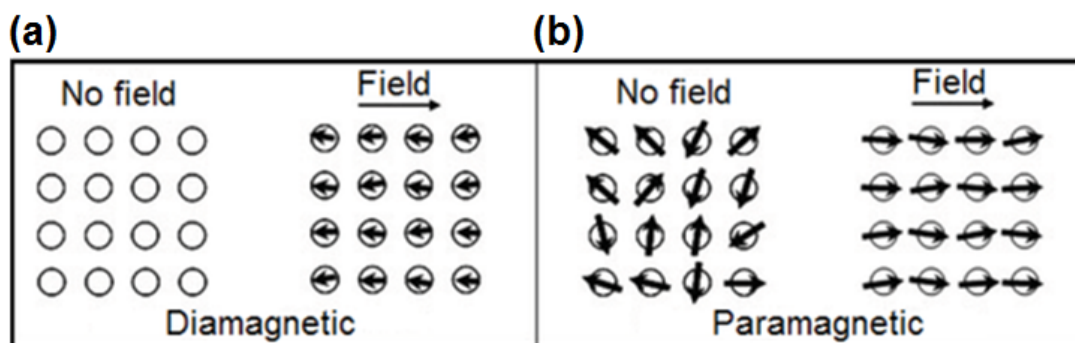 (a)
No field
Field
Diamagnetic
(b)
No field
Field
Paramagnetic